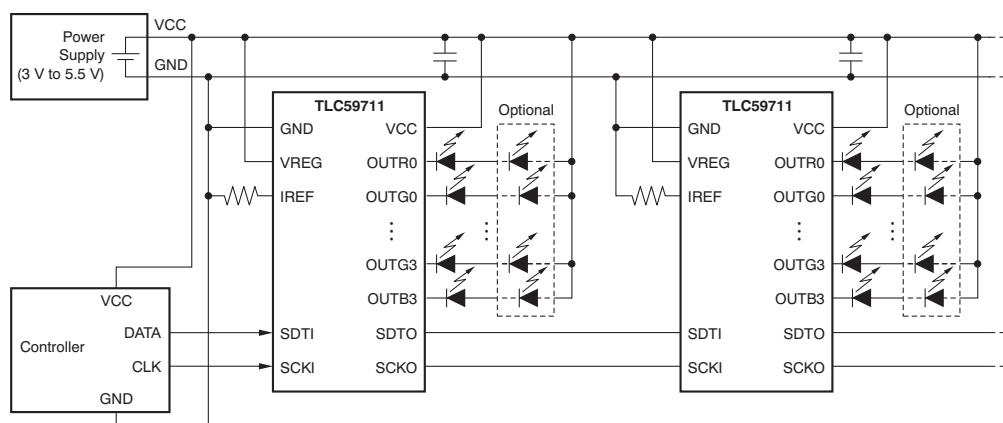 VCC
Power
Supply
(3 V to 5.5 V)
GND
TLC59711
GND
VCC
VREG
OUTR0
IREF
OUTG0
OUTG3
OUTB3
SDTI
SDTO
SCKI
SCKO
Optional
TLC59711
GND
VCC
VREG
OUTR0
IREF
OUTG0
OUTG3
OUTB3
SDTI
SDTO
SCKI
SCKO
Optional
VCC
DATA
Controller
CLK
GND